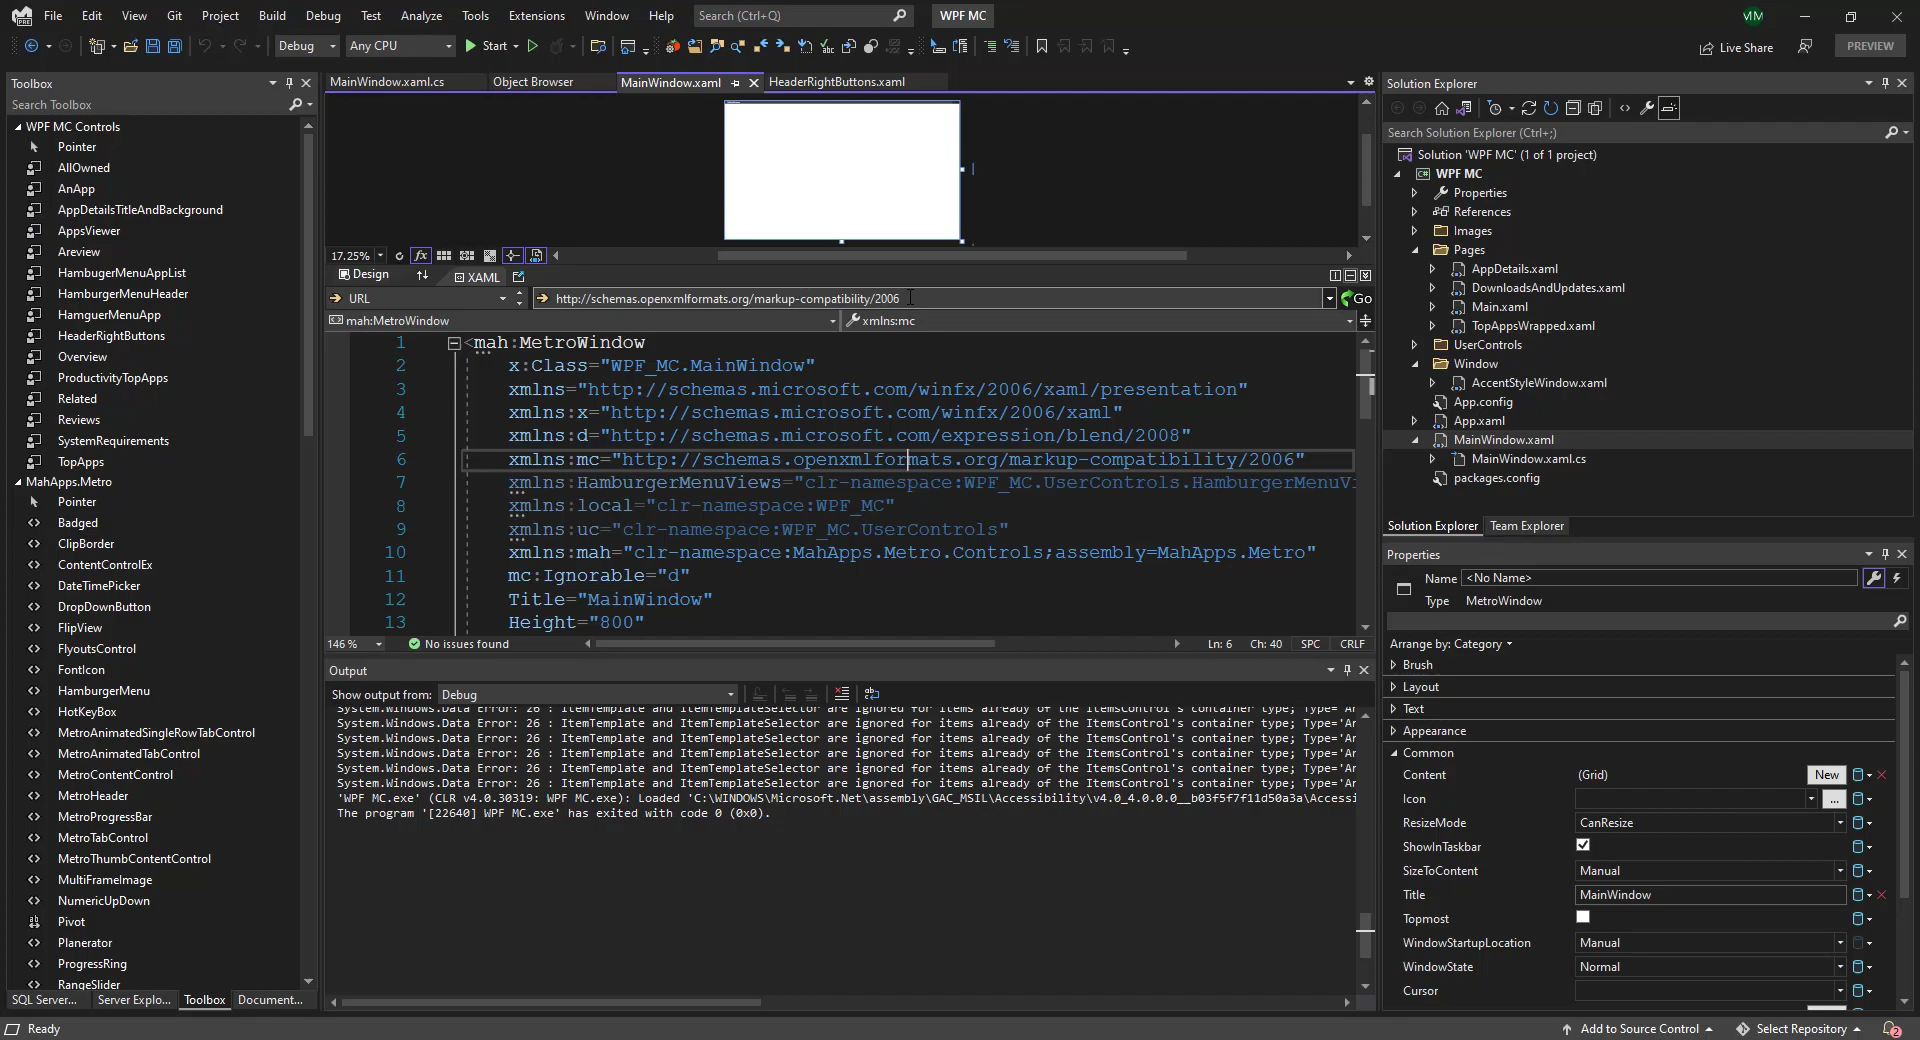 File Edit View Git Project Build Debug Test Analyze Tools Extensions Window Help Search (Ctrl+Q) WPF MC
PRE
Debug Any CPU Start Live Share PREVIEW
Toolbox
Search Toolbox
WPF MC Controls
Pointer
AllOwned
AnApp
AppDetailsTitleAndBackground
AppsViewer
Areview
HambugerMenuAppList
HamburgerMenuHeader
HamguerMenuApp
HeaderRightButtons
Overview
ProductivityTopApps
Related
Reviews
SystemRequirements
TopApps
MahApps.Metro
Pointer
Badged
ClipBorder
ContentControlEx
DateTimePicker
DropDownButton
FlipView
FlyoutsControl
FontIcon
HamburgerMenu
HotKeyBox
MetroAnimatedSingleRowTabControl
MetroAnimatedTabControl
MetroContentControl
MetroHeader
MetroProgressBar
MetroTabControl
MetroThumbContentControl
MultiFrameImage
NumericUpDown
Pivot
Planerator
ProgressRing
RangeSlider
SQL Server... Server Explo... Toolbox Document...
MainWindow.xaml.cs Object Browser MainWindow.xaml HeaderRightButtons.xaml
17.25% fx
Design XAML
URL http://schemas.openxmlformats.org/markup-compatibility/2006 Go
mah:MetroWindow xmlns:mc
1 <mah:MetroWindow
2 x:Class="WPF_MC.MainWindow"
3 xmlns="http://schemas.microsoft.com/winfx/2006/xaml/presentation"
4 xmlns:x="http://schemas.microsoft.com/winfx/2006/xaml"
5 xmlns:d="http://schemas.microsoft.com/expression/blend/2008"
6 xmlns:mc="http://schemas.openxmlformats.org/markup-compatibility/2006"
7 xmlns:HamburgerMenuViews="clr-namespace:WPF_MC.UserControls.HamburgerMenuVi
8 xmlns:local="clr-namespace:WPF_MC"
9 xmlns:uc="clr-namespace:WPF_MC.UserControls"
10 xmlns:mah="clr-namespace:MahApps.Metro.Controls;assembly=MahApps.Metro"
11 mc:Ignorable="d"
12 Title="MainWindow"
13 Height="800"
146 % No issues found Ln: 6 Ch: 40 SPC CRLF
Output
Show output from: Debug
System.Windows.Data Error: 26 : ItemTemplate and ItemTemplateSelector are ignored for items already of the ItemsControl's container type; Type='Ar
System.Windows.Data Error: 26 : ItemTemplate and ItemTemplateSelector are ignored for items already of the ItemsControl's container type; Type='Ar
System.Windows.Data Error: 26 : ItemTemplate and ItemTemplateSelector are ignored for items already of the ItemsControl's container type; Type='Ar
System.Windows.Data Error: 26 : ItemTemplate and ItemTemplateSelector are ignored for items already of the ItemsControl's container type; Type='Ar
System.Windows.Data Error: 26 : ItemTemplate and ItemTemplateSelector are ignored for items already of the ItemsControl's container type; Type='Ar
System.Windows.Data Error: 26 : ItemTemplate and ItemTemplateSelector are ignored for items already of the ItemsControl's container type; Type='Ar
'WPF MC.exe' (CLR v4.0.30319: WPF MC.exe): Loaded 'C:\WINDOWS\Microsoft.Net\assembly\GAC_MSIL\Accessibility\v4.0_4.0.0.0__b03f5f7f11d50a3a\Accessi
The program '[22640] WPF MC.exe' has exited with code 0 (0x0).
Solution Explorer
Search Solution Explorer (Ctrl+;)
Solution 'WPF MC' (1 of 1 project)
C# WPF MC
Properties
References
Images
Pages
AppDetails.xaml
DownloadsAndUpdates.xaml
Main.xaml
TopAppsWrapped.xaml
UserControls
Window
AccentStyleWindow.xaml
App.config
App.xaml
MainWindow.xaml
MainWindow.xaml.cs
packages.config
Solution Explorer Team Explorer
Properties
Name <No Name>
Type MetroWindow
Arrange by: Category
Brush
Layout
Text
Appearance
Common
Content (Grid) New
Icon ...
ResizeMode CanResize
ShowInTaskbar
SizeToContent Manual
Title MainWindow
Topmost
WindowStartupLocation Manual
WindowState Normal
Cursor
Ready Add to Source Control Select Repository 2